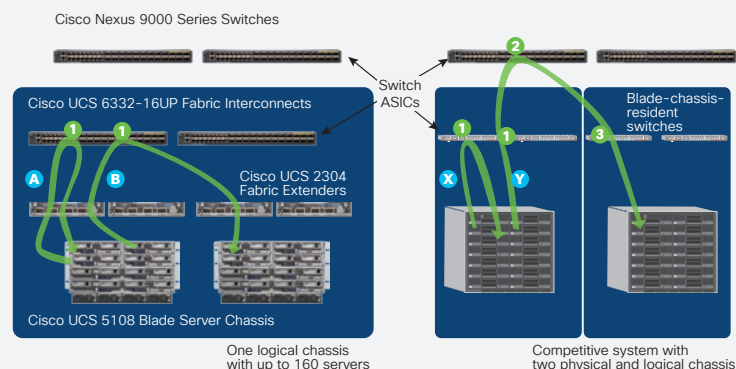 Cisco Nexus 9000 Series Switches
2
Switch
ASICs
Cisco UCS 6332-16UP Fabric Interconnects
Blade-chassis-
resident
switches
1
1
1
1
3
A
B
Cisco UCS 2304
Fabric Extenders
X
Y
Cisco UCS 5108 Blade Server Chassis
One logical chassis
with up to 160 servers
Competitive system with
two physical and logical chassis